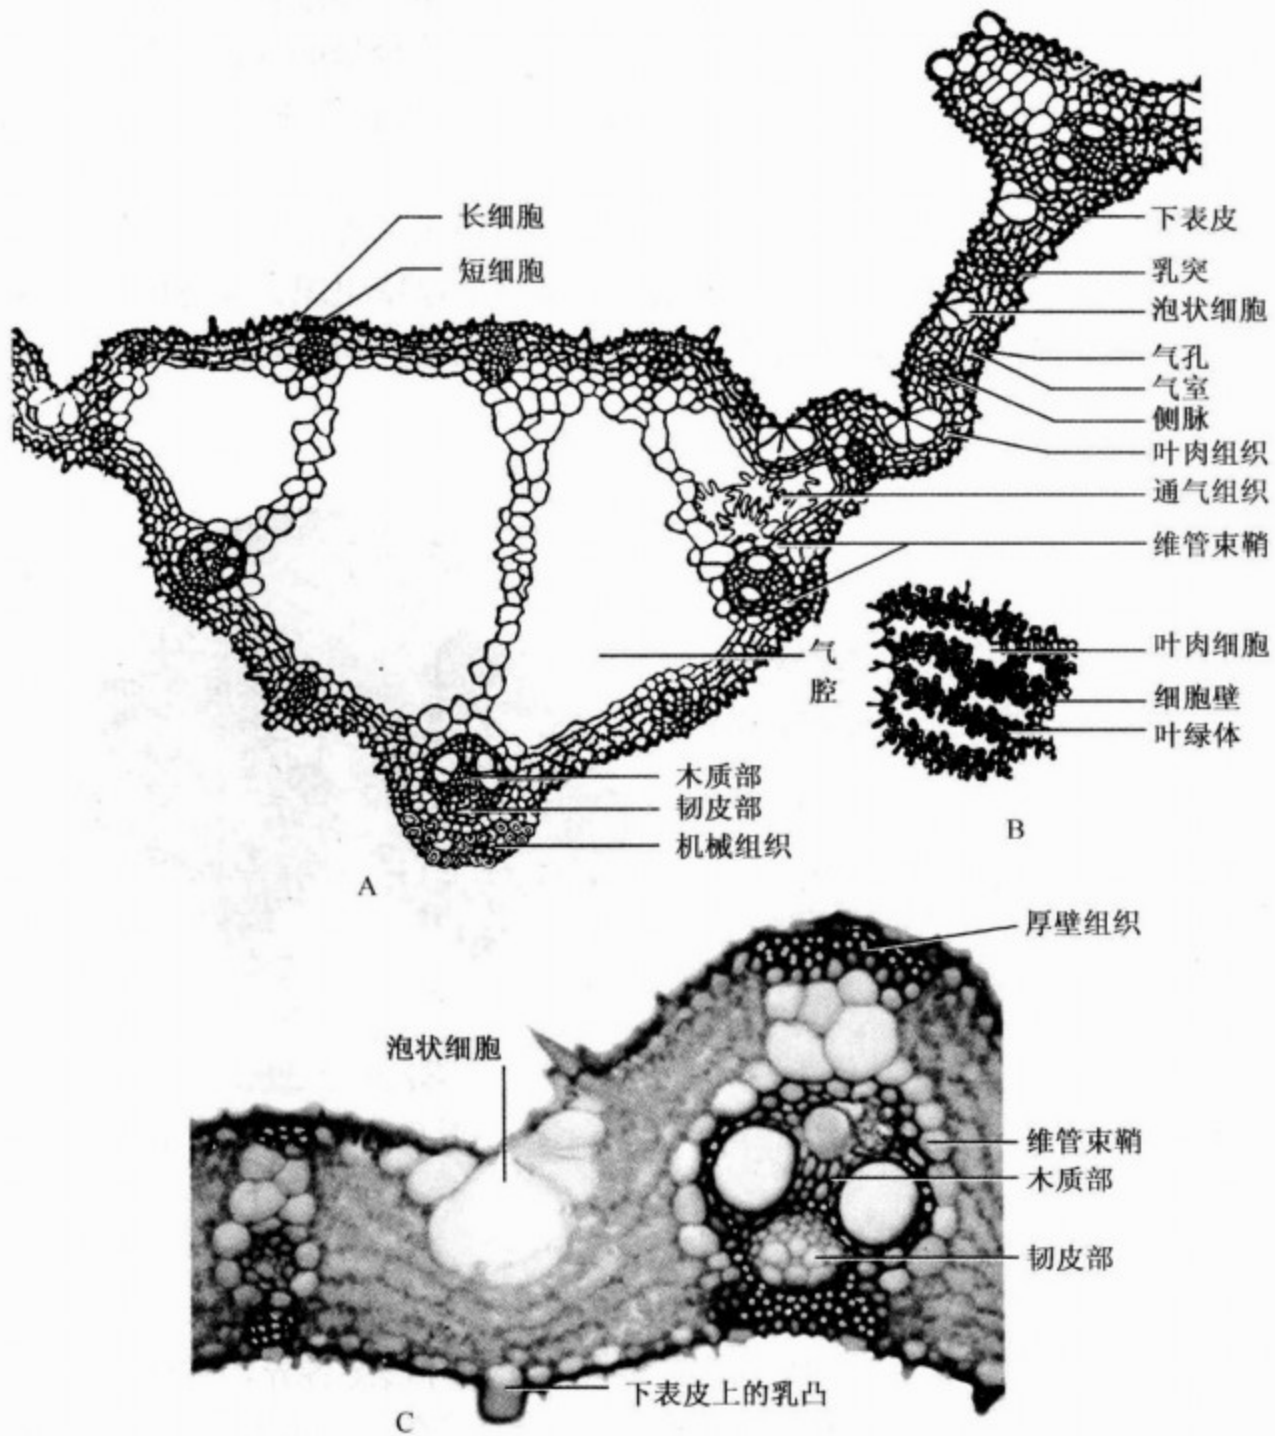 长细胞
短细胞
下表皮
乳突
泡状细胞
气孔
气室
侧脉
叶肉组织
通气组织
维管束鞘
气
腔
叶肉细胞
细胞壁
叶绿体
木质部
韧皮部
机械组织
A
B
厚壁组织
泡状细胞
维管束鞘
木质部
韧皮部
下表皮上的乳凸
C